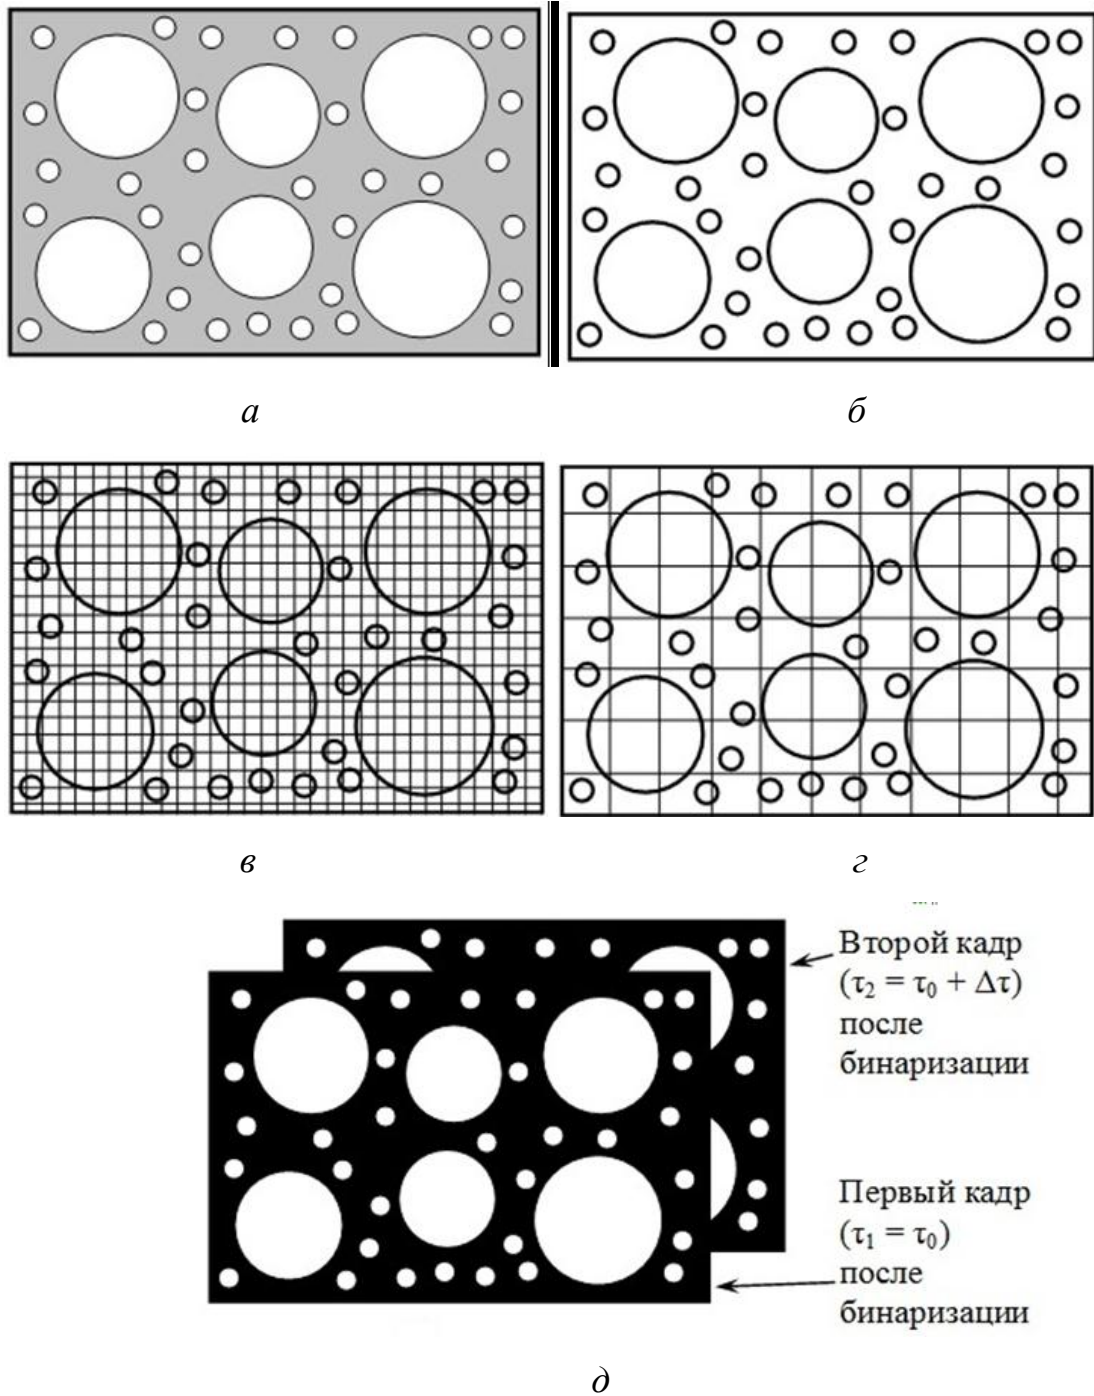 а
б
в
г
Второй кадр
(τ₂ = τ₀ + Δτ)
после
бинаризации
Первый кадр
(τ₁ = τ₀)
после
бинаризации
д